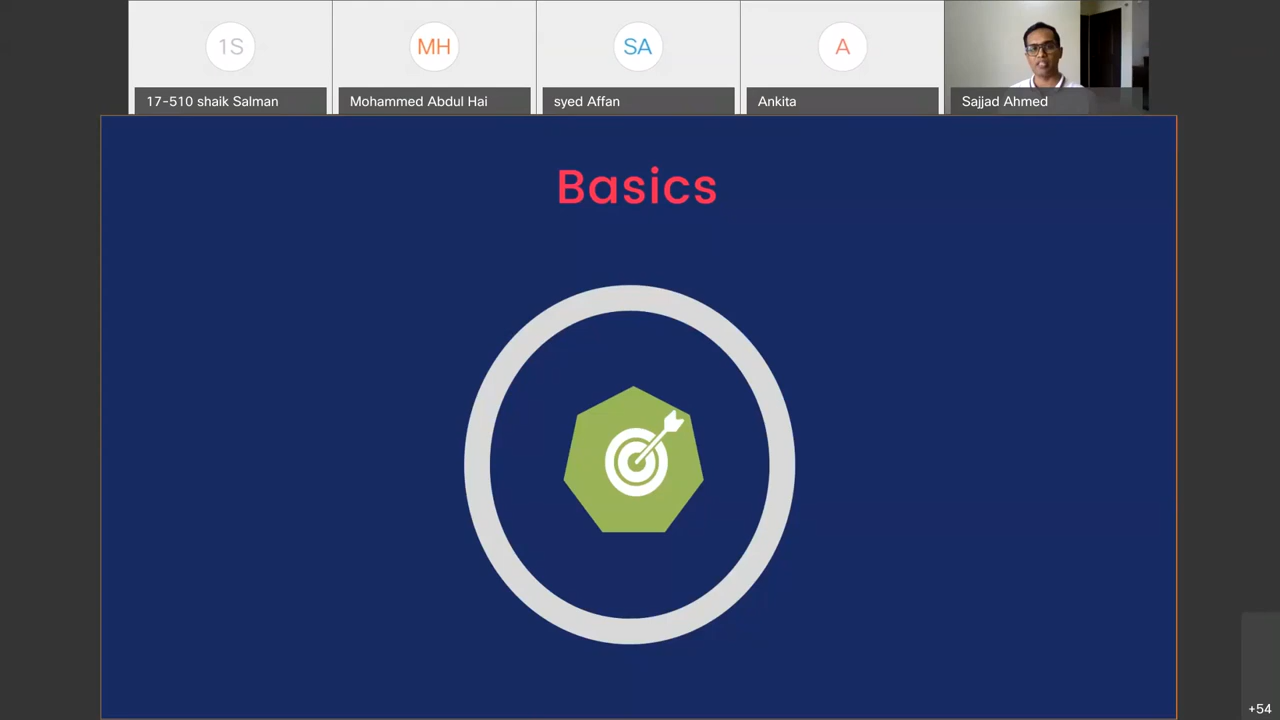 1S
MH
SA
A
17-510 shaik Salman
Mohammed Abdul Hai
syed Affan
Ankita
Sajjad Ahmed
Basics
+54